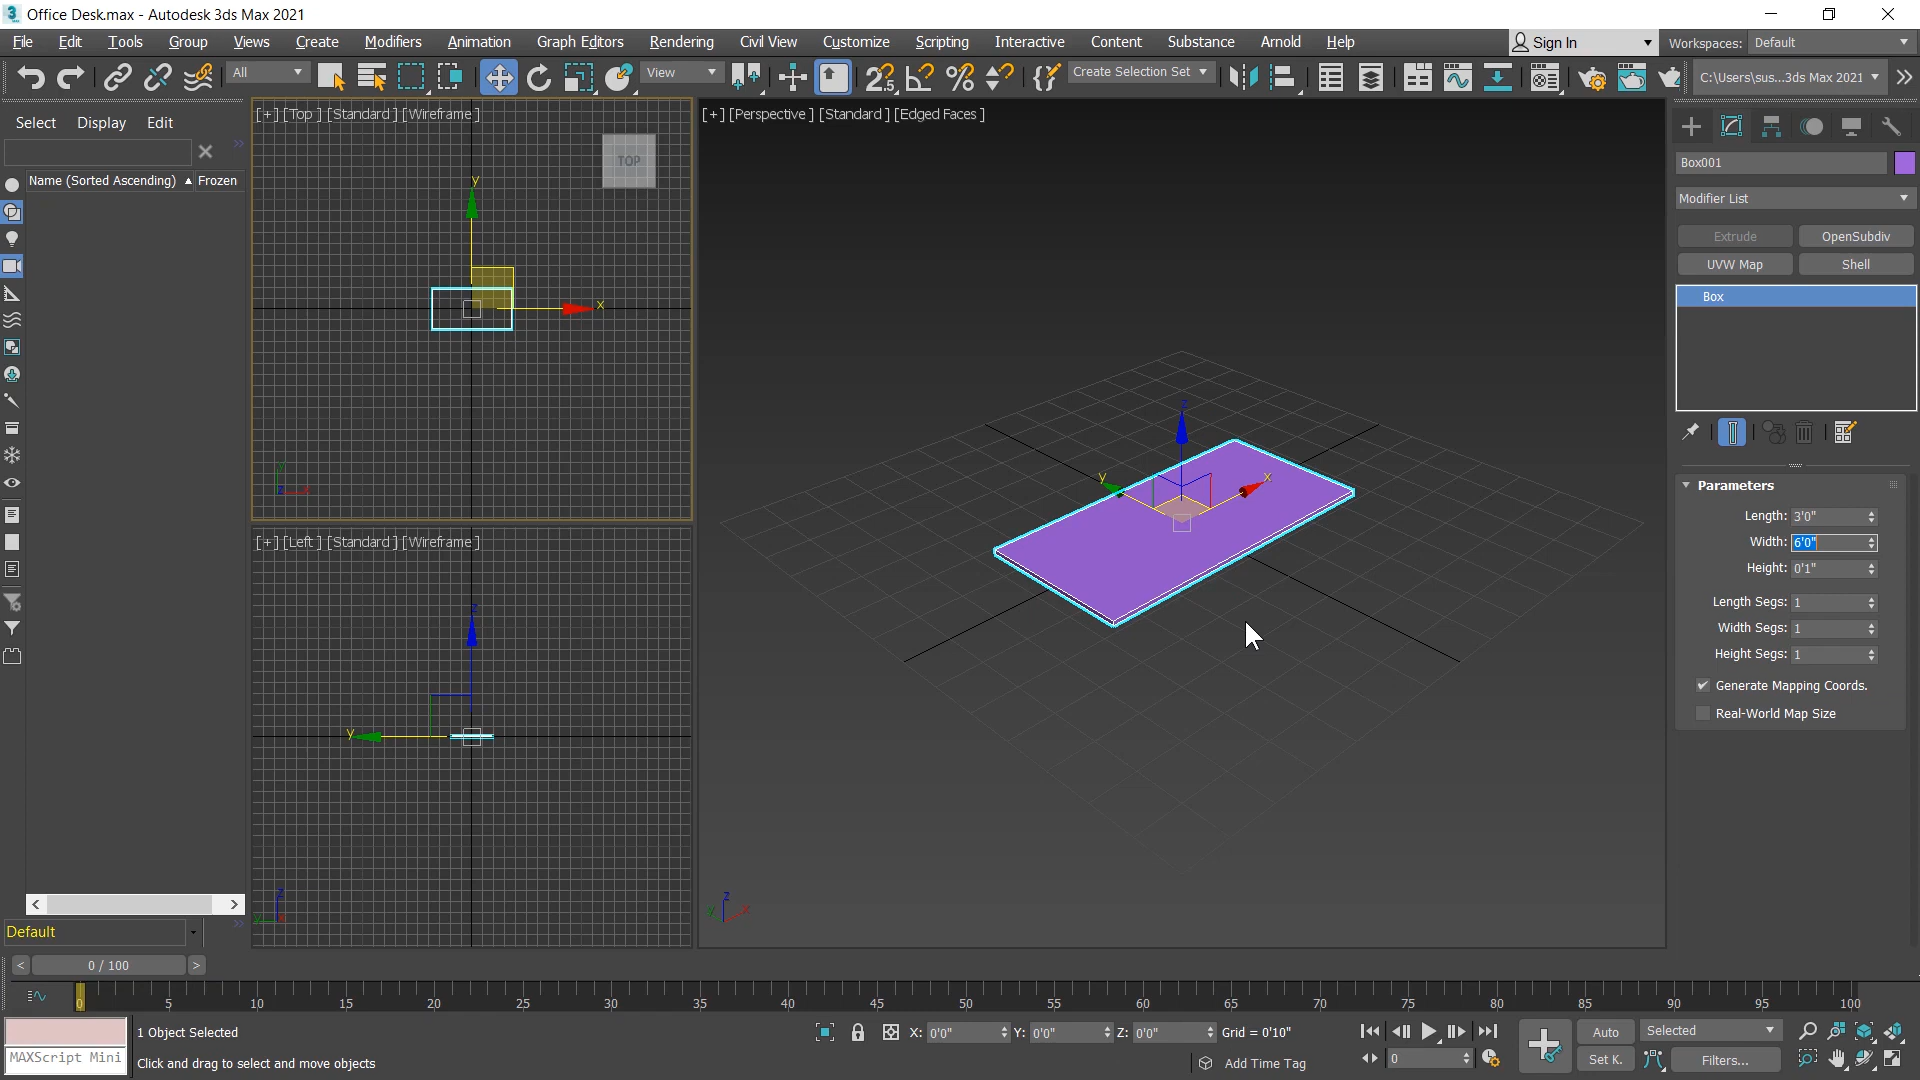 Office Desk.max - Autodesk 3ds Max 2021
File Edit Tools Group Views Create Modifiers Animation Graph Editors Rendering Civil View Customize Scripting Interactive Content Substance Arnold Help Sign In Workspaces: Default
All View Create Selection Set C:\Users\sus...3ds Max 2021
Select Display Edit
Name (Sorted Ascending) Frozen
[+] [Top ] [Standard ] [Wireframe ]
TOP
y
x
z
y
x
[+] [Left ] [Standard ] [Wireframe ]
z
y
z
y
x
[+] [Perspective ] [Standard ] [Edged Faces ]
z
y
x
z
y
x
Box001
Modifier List
Extrude OpenSubdiv
UVW Map Shell
Box
Parameters
Length: 3'0"
Width: 6'0"
Height: 0'1"
Length Segs: 1
Width Segs: 1
Height Segs: 1
Generate Mapping Coords.
Real-World Map Size
Default
< 0 / 100 >
0 5 10 15 20 25 30 35 40 45 50 55 60 65 70 75 80 85 90 95 100
1 Object Selected X: 0'0" Y: 0'0" Z: 0'0" Grid = 0'10" Auto Selected
MAXScript Mini Click and drag to select and move objects Add Time Tag 0 Set K. Filters...